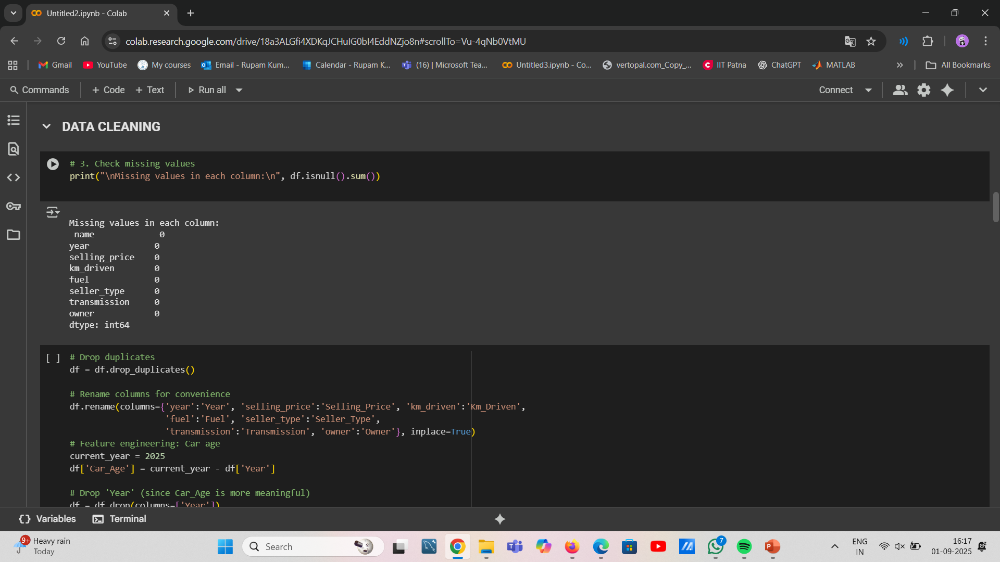 Untitled2.ipynb - Colab
colab.research.google.com/drive/18a3ALGfi4XDKqJCHuIG0bI4EddNZjo8n#scrollTo=Vu-4qNb0VtMU
Gmail YouTube My courses Email - Rupam Kum... Calendar - Rupam K... (16) | Microsoft Tea... Untitled3.ipynb - Co... vertopal.com_Copy_... IIT Patna ChatGPT MATLAB » All Bookmarks
Commands + Code + Text Run all Connect
DATA CLEANING
# 3. Check missing values
print("\nMissing values in each column:\n", df.isnull().sum())
Missing values in each column:
name 0
year 0
selling_price 0
km_driven 0
fuel 0
seller_type 0
transmission 0
owner 0
dtype: int64
[ ] # Drop duplicates
df = df.drop_duplicates()
# Rename columns for convenience
df.rename(columns={'year':'Year', 'selling_price':'Selling_Price', 'km_driven':'Km_Driven',
'fuel':'Fuel', 'seller_type':'Seller_Type',
'transmission':'Transmission', 'owner':'Owner'}, inplace=True)
# Feature engineering: Car age
current_year = 2025
df['Car_Age'] = current_year - df['Year']
# Drop 'Year' (since Car_Age is more meaningful)
df = df.drop(columns=['Year'])
{} Variables Terminal
9+ Heavy rain
Today
Search
7
ENG
IN
16:17
01-09-2025